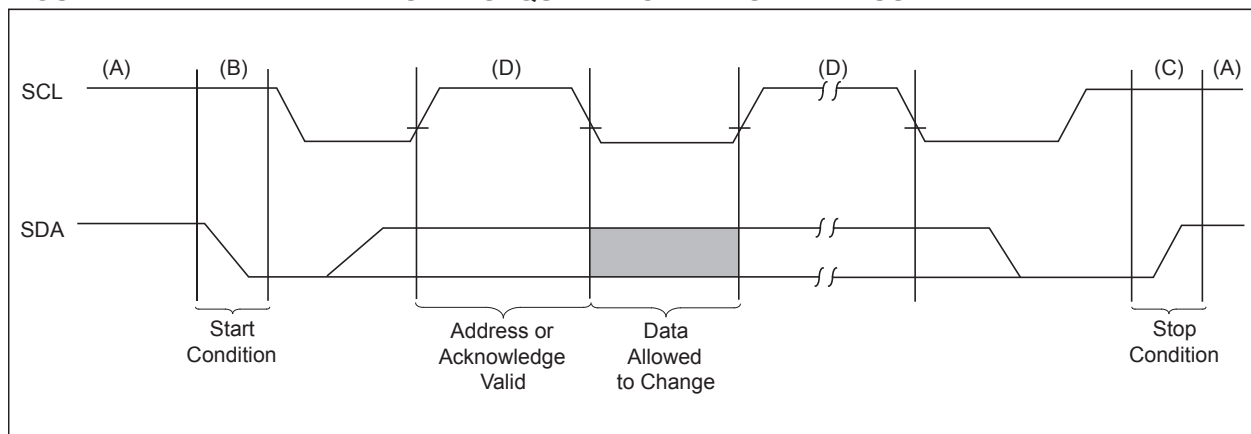 (A) (B) (D) (D) (C) (A)
SCL
SDA
Start
Condition
Address or
Acknowledge
Valid
Data
Allowed
to Change
Stop
Condition